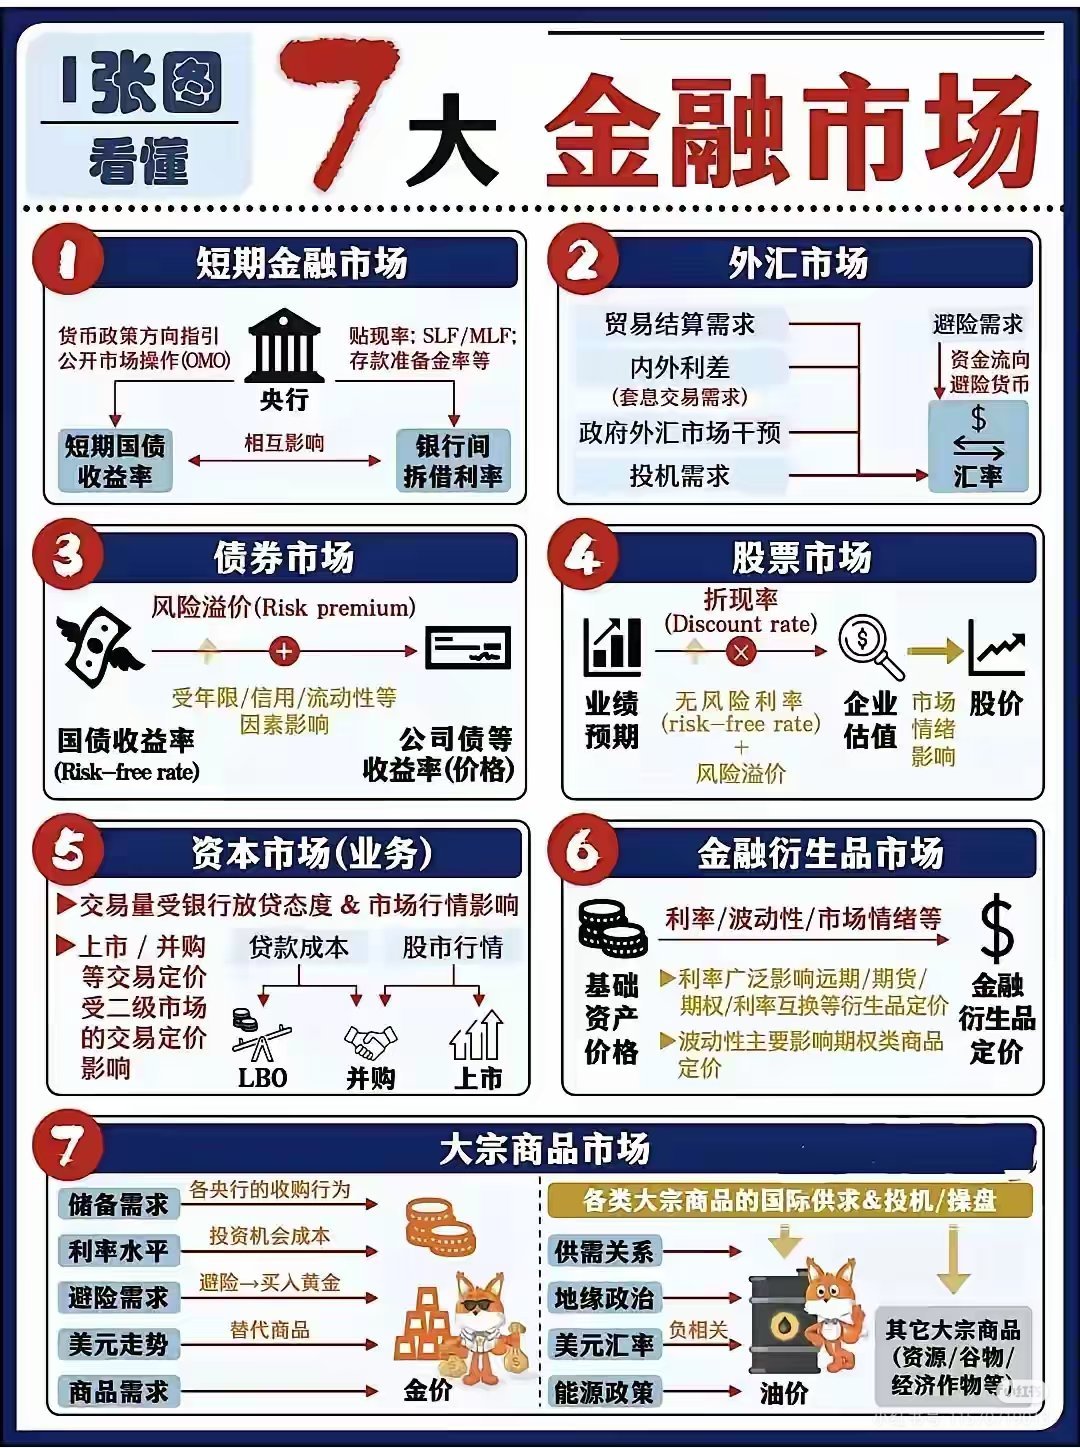 1张图
看懂
7大 金融市场
1 短期金融市场
货币政策方向指引
公开市场操作(OMO)
央行
贴现率; SLF/MLF;
存款准备金率等
短期国债
收益率
相互影响
银行间
拆借利率
2 外汇市场
贸易结算需求
内外利差
(套息交易需求)
政府外汇市场干预
投机需求
避险需求
资金流向
避险货币
$
汇率
3 债券市场
风险溢价(Risk premium)
+
受年限/信用/流动性等
因素影响
国债收益率
(Risk-free rate)
公司债等
收益率(价格)
4 股票市场
折现率
(Discount rate)
×
业绩
预期
无风险利率
(risk-free rate)
+
风险溢价
$
企业
估值
市场
情绪
影响
股价
5 资本市场(业务)
▶交易量受银行放贷态度 & 市场行情影响
▶上市 / 并购
等交易定价
受二级市场
的交易定价
影响
贷款成本
股市行情
LBO
并购
上市
6 金融衍生品市场
利率/波动性/市场情绪等
基础
资产
价格
▶利率广泛影响远期/期货/
期权/利率互换等衍生品定价
▶波动性主要影响期权类商品
定价
$
金融
衍生品
定价
7 大宗商品市场
储备需求
各央行的收购行为
利率水平
投资机会成本
避险需求
避险→买入黄金
美元走势
替代商品
商品需求
金价
各类大宗商品的国际供求&投机/操盘
供需关系
地缘政治
美元汇率
负相关
能源政策
油价
其它大宗商品
(资源/谷物/
经济作物等)